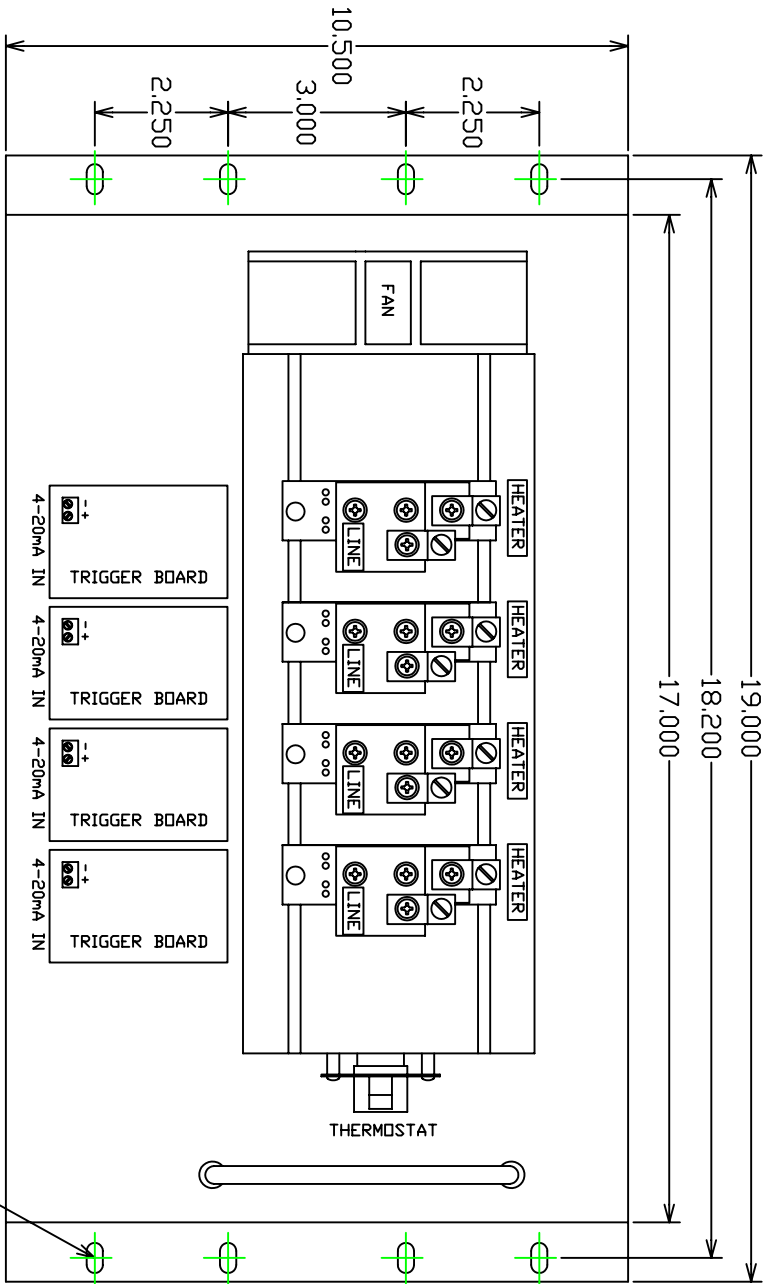 19.000
18.200
17.000
10.500
2.250
3.000
2.250
FAN
HEATER
HEATER
HEATER
HEATER
LINE
LINE
LINE
LINE
THERMOSTAT
- +
TRIGGER BOARD
4-20mA IN
- +
TRIGGER BOARD
4-20mA IN
- +
TRIGGER BOARD
4-20mA IN
- +
TRIGGER BOARD
4-20mA IN